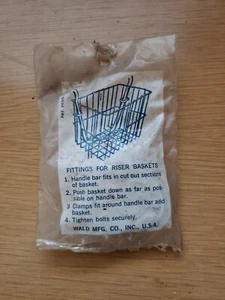 FITTINGS FOR RISER BASKETS
1. Handle bar fits in cut out sections
of basket.
2. Push basket down as far as pos-
sible on handle bar.
3 Clamps fit around handle bar and
basket.
4. Tighten bolts securely.
WALD MFG. CO., INC., U.S.A.